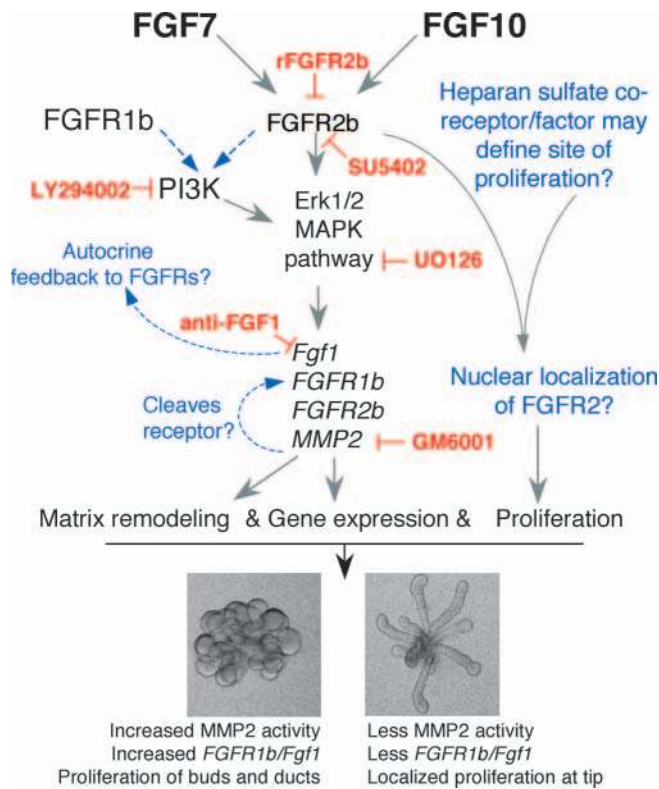 FGF7
FGF10
rFGFR2b
FGFR1b
FGFR2b
Heparan sulfate co-
receptor/factor may
define site of
proliferation?
SU5402
LY294002
PI3K
Erk1/2
MAPK
pathway
UO126
Autocrine
feedback to FGFRs?
anti-FGF1
Fgf1
FGFR1b
FGFR2b
MMP2
Cleaves
receptor?
GM6001
Nuclear localization
of FGFR2?
Matrix remodeling & Gene expression & Proliferation
Increased MMP2 activity
Increased FGFR1b/Fgf1
Proliferation of buds and ducts
Less MMP2 activity
Less FGFR1b/Fgf1
Localized proliferation at tip